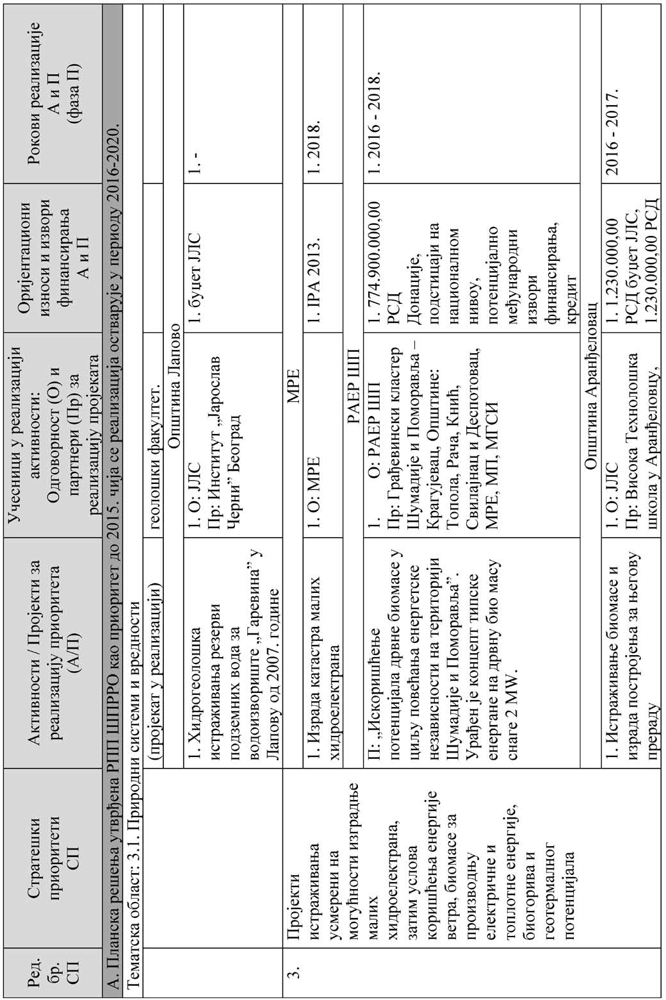 Ред.
бр.
СП
Стратешки
приоритети
СП
Активности / Пројекти за
реализацију приоритета
(А/П)
Учесници у реализацији
активности:
Одговорност (О) и
партнери (Пр) за
реализацију пројеката
Оријентациони
износи и извори
финансирања
А и П
Рокови реализације
А и П
(фаза П)
А. Планска решења утврђена РПП ШПРРО као приоритет до 2015. чија се реализација остварује у периоду 2016-2020.
Тематска област: 3.1. Природни системи и вредности
(пројекат у реализацији)
геолошки факултет.
Општина Лапово
1. Хидрогеолошка
истраживања резерви
подземних вода за
водоизвориште „Гаревина” у
Лапову од 2007. године
1. О: ЈЛС
Пр: Институт „Јарослав
Черни” Београд
1. буџет ЈЛС
1. -
3.
Пројекти
истраживања
усмерени на
могућности изградње
малих
хидроелектрана,
затим услова
коришћења енергије
ветра, биомасе за
производњу
електричне и
топлотне енергије,
биогорива и
геотермалног
потенцијала
МРЕ
1. Израда катастра малих
хидроелектрана
1. О: МРЕ
1. IPA 2013.
1. 2018.
РАЕР ШП
П: „Искоришћење
потенцијала дрвне биомасе у
циљу повећања енергетске
независности на територији
Шумадије и Поморавља”.
Урађен је концепт типске
енергане на дрвну био масу
снаге 2 MW.
1. О: РАЕР ШП
Пр: Грађевински кластер
Шумадије и Поморавља –
Крагујевац, Општине:
Топола, Рача, Кнић,
Свилајнац и Деспотовац,
МРЕ, МП, МГСИ
1. 774.900.000,00
РСД
Донације,
подстицаји на
националном
нивоу,
потенцијално
међународни
извори
финансирања,
кредит
1. 2016 - 2018.
Општина Аранђеловац
1. Истраживање биомасе и
израда постројења за његову
прераду
1. О: ЈЛС
Пр: Висока Технолошка
школа у Аранђеловцу,
1. 1.230.000,00
РСД буџет ЈЛС,
1.230.000,00 РСД
2016 - 2017.